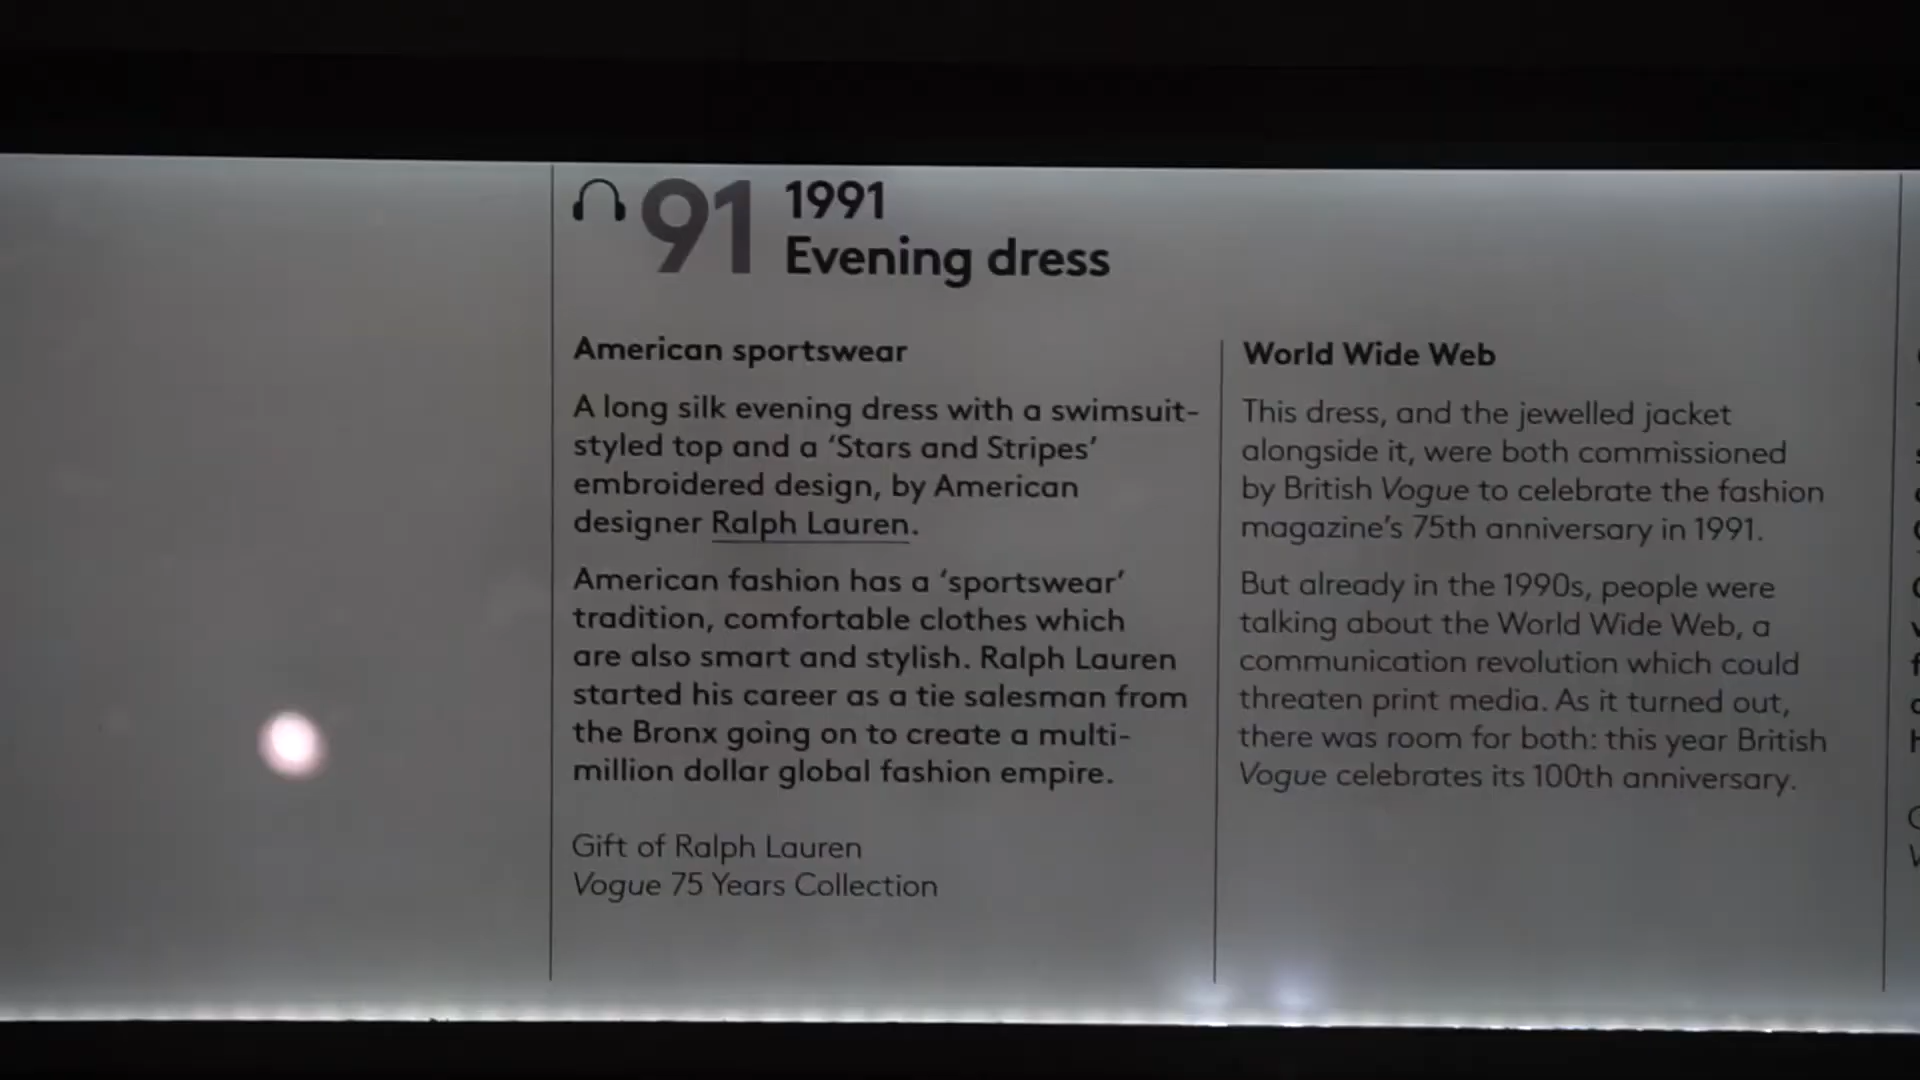 91
1991
Evening dress
American sportswear
A long silk evening dress with a swimsuit-
styled top and a ‘Stars and Stripes’
embroidered design, by American
designer Ralph Lauren.
American fashion has a ‘sportswear’
tradition, comfortable clothes which
are also smart and stylish. Ralph Lauren
started his career as a tie salesman from
the Bronx going on to create a multi-
million dollar global fashion empire.
Gift of Ralph Lauren
Vogue 75 Years Collection
World Wide Web
This dress, and the jewelled jacket
alongside it, were both commissioned
by British Vogue to celebrate the fashion
magazine’s 75th anniversary in 1991.
But already in the 1990s, people were
talking about the World Wide Web, a
communication revolution which could
threaten print media. As it turned out,
there was room for both: this year British
Vogue celebrates its 100th anniversary.